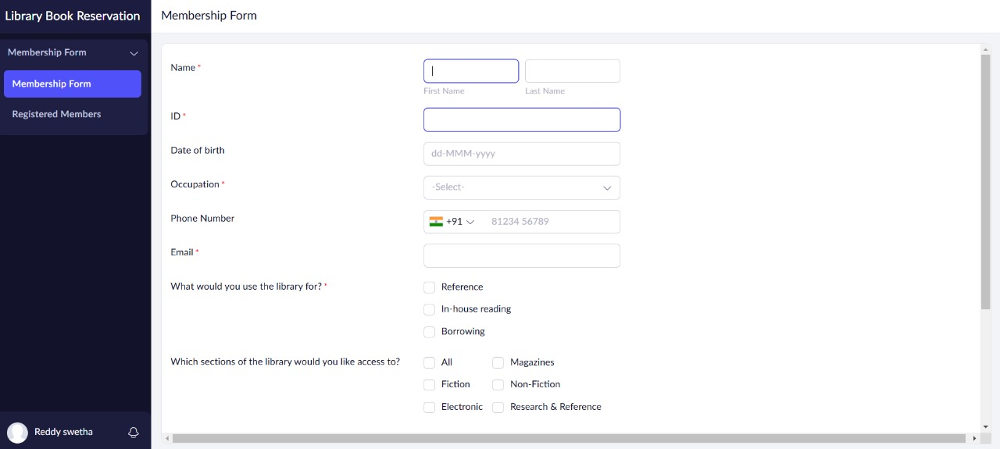 Library Book Reservation
Membership Form
Membership Form
Registered Members
Reddy swetha
Membership Form
Name *
First Name Last Name
ID *
Date of birth dd-MMM-yyyy
Occupation * -Select-
Phone Number +91 81234 56789
Email *
What would you use the library for? * Reference
In-house reading
Borrowing
Which sections of the library would you like access to? All Magazines
Fiction Non-Fiction
Electronic Research & Reference